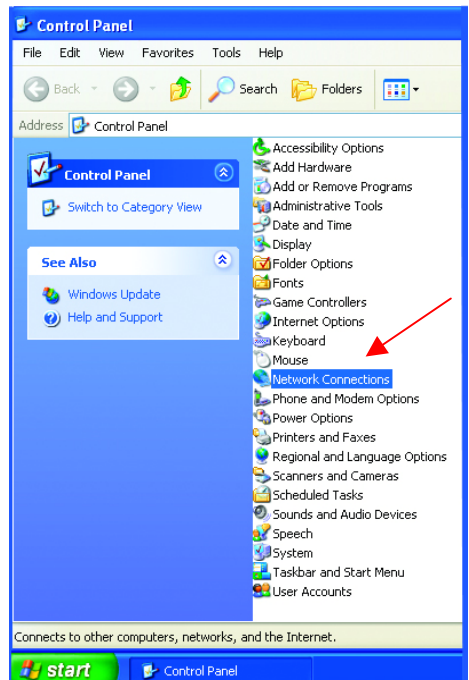 Control Panel
File Edit View Favorites Tools Help
Back Search Folders
Address Control Panel
Control Panel
Switch to Category View
See Also
Windows Update
Help and Support
Accessibility Options
Add Hardware
Add or Remove Programs
Administrative Tools
Date and Time
Display
Folder Options
Fonts
Game Controllers
Internet Options
Keyboard
Mouse
Network Connections
Phone and Modem Options
Power Options
Printers and Faxes
Regional and Language Options
Scanners and Cameras
Scheduled Tasks
Sounds and Audio Devices
Speech
System
Taskbar and Start Menu
User Accounts
Connects to other computers, networks, and the Internet.
start Control Panel